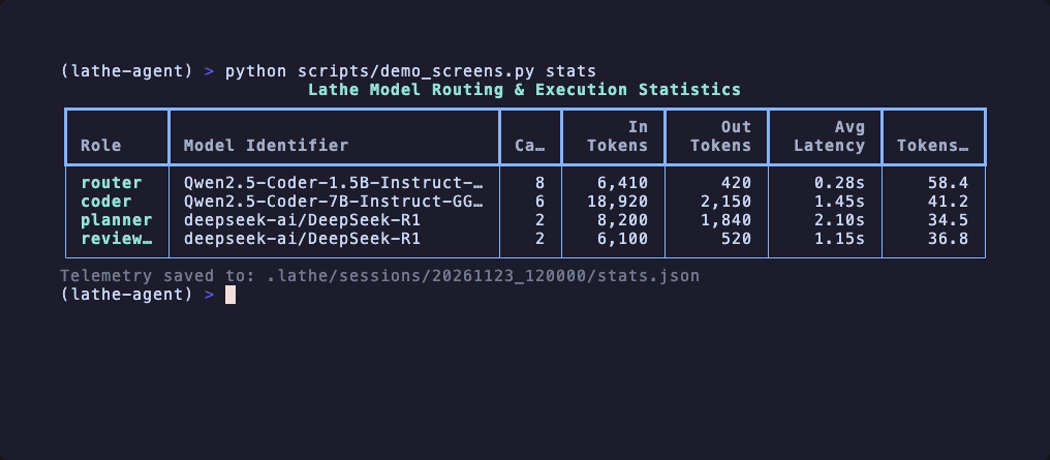 (lathe-agent) > python scripts/demo_screens.py stats
Lathe Model Routing & Execution Statistics
In Out Avg
Role Model Identifier Ca… Tokens Tokens Latency Tokens…
router Qwen2.5-Coder-1.5B-Instruct-… 8 6,410 420 0.28s 58.4
coder Qwen2.5-Coder-7B-Instruct-GG… 6 18,920 2,150 1.45s 41.2
planner deepseek-ai/DeepSeek-R1 2 8,200 1,840 2.10s 34.5
review… deepseek-ai/DeepSeek-R1 2 6,100 520 1.15s 36.8
Telemetry saved to: .lathe/sessions/20261123_120000/stats.json
(lathe-agent) >